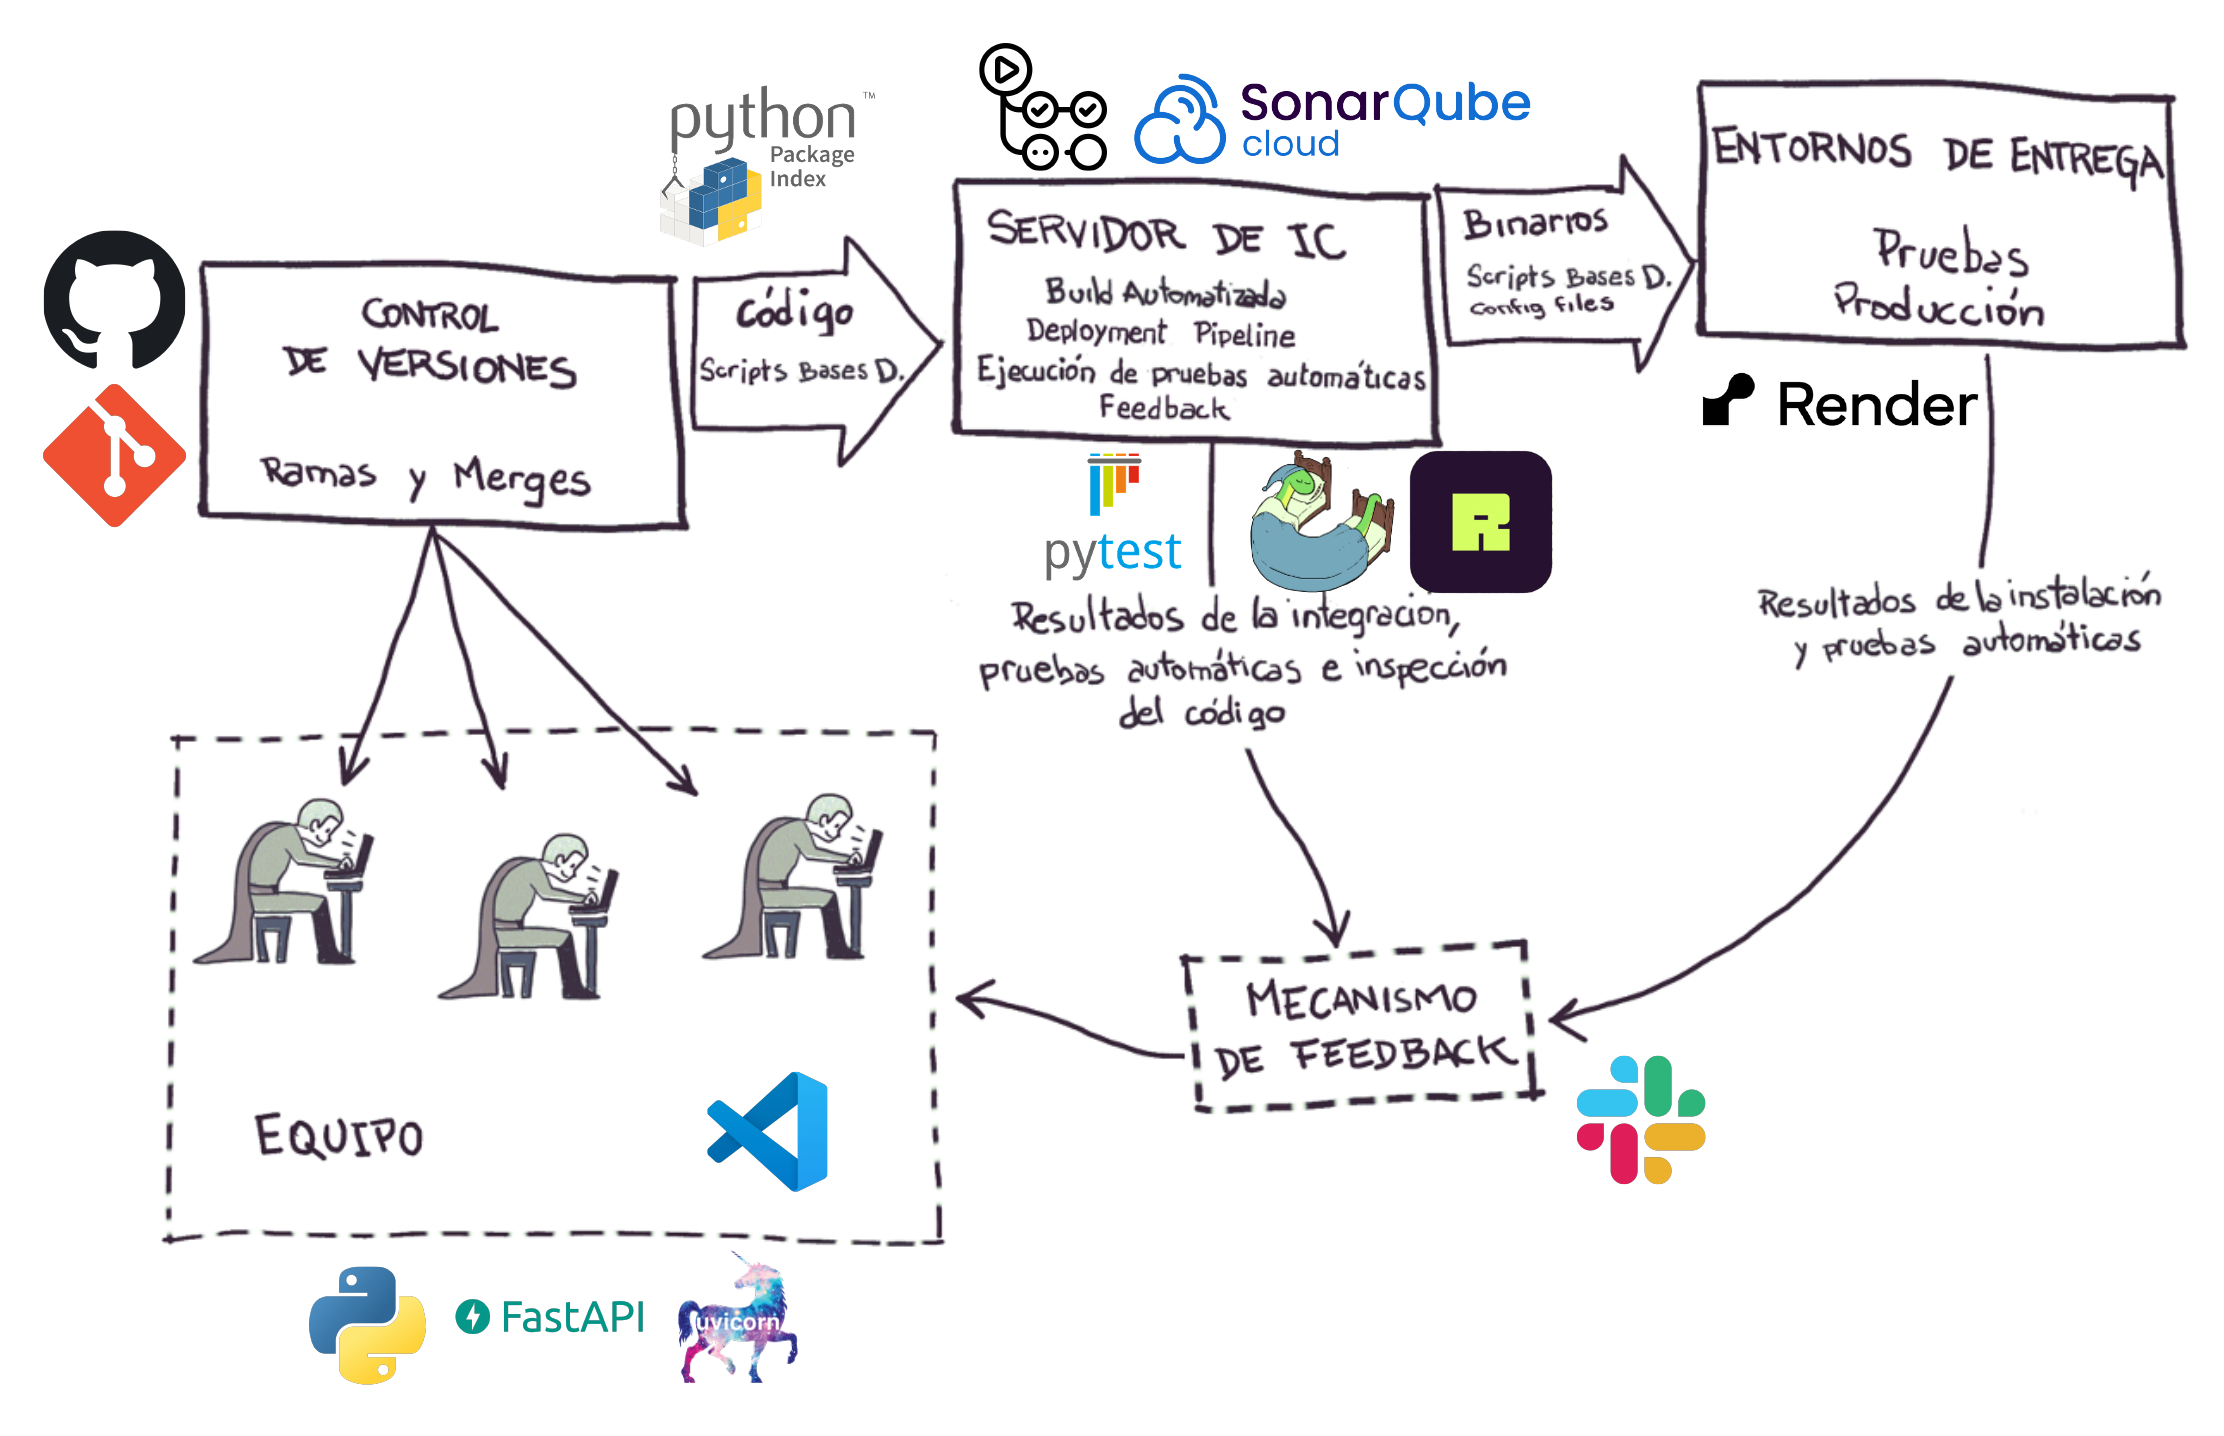 python™
Package
Index
SonarQube
cloud
CONTROL
DE VERSIONES
Ramas y Merges
Código
Scripts Bases D.
SERVIDOR DE IC
Build Automatizada
Deployment Pipeline
Ejecución de pruebas automáticas
Feedback
Binarios
Scripts Bases D.
Config Files
ENTORNOS DE ENTREGA
Pruebas
Producción
Render
pytest
R
Resultados de la integracion,
pruebas automáticas e inspección
del código
Resultados de la instalación
y pruebas automáticas
MECANISMO
DE FEEDBACK
EQUIPO
FastAPI
uvicorn